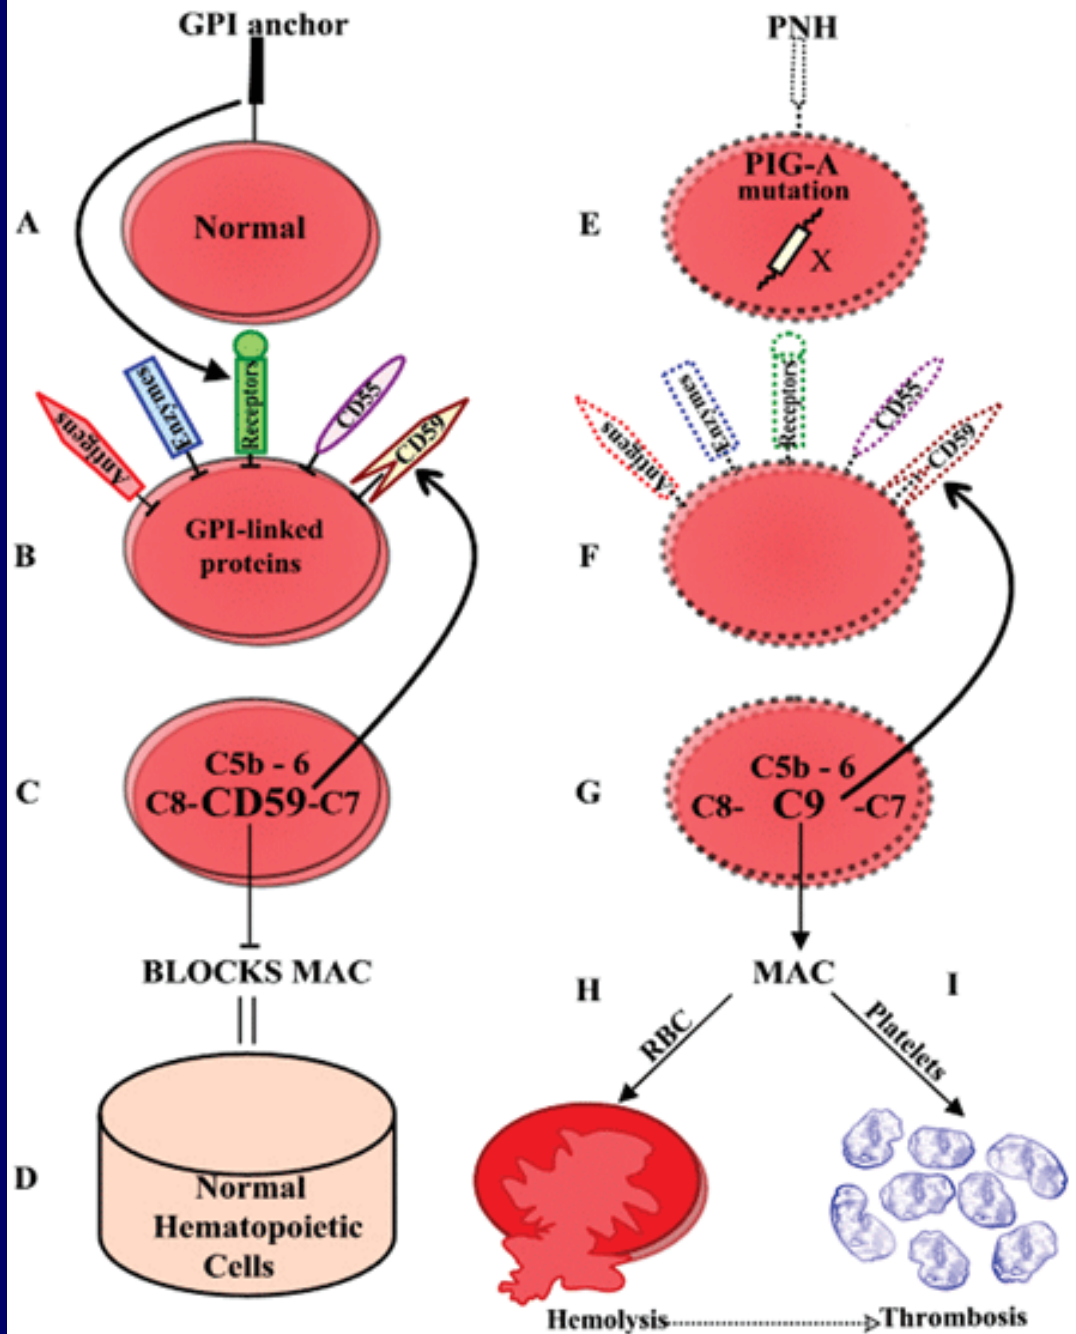 GPI anchor
A
Normal
Antigens
Enzymes
Receptors
CD55
CD59
B
GPI-linked
proteins
C
C5b - 6
C8-CD59-C7
BLOCKS MAC
D
Normal
Hematopoietic
Cells
PNH
E
PIG-A
mutation
X
Antigens
Enzymes
Receptors
CD55
CD59
F
G
C5b - 6
C8- C9 -C7
MAC
H
I
RBC
Platelets
Hemolysis
Thrombosis